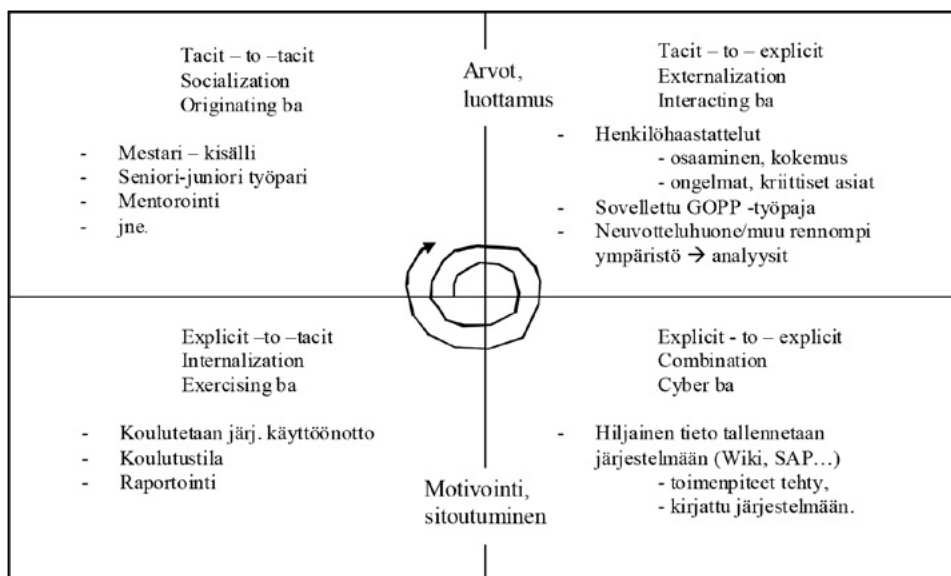 Tacit – to –tacit
Socialization
Originating ba
- Mestari – kisälli
- Seniori-juniori työpari
- Mentorointi
- jne.
Arvot,
luottamus
Tacit – to – explicit
Externalization
Interacting ba
- Henkilöhaastattelut
- osaaminen, kokemus
- ongelmat, kriittiset asiat
- Sovellettu GOPP -työpaja
- Neuvotteluhuone/muu rennompi
ympäristö → analyysit
Explicit –to –tacit
Internalization
Exercising ba
- Koulutetaan järj. käyttöönotto
- Koulutustila
- Raportointi
Motivointi,
sitoutuminen
Explicit - to – explicit
Combination
Cyber ba
- Hiljainen tieto tallennetaan
järjestelmään (Wiki, SAP…)
- toimenpiteet tehty,
- kirjattu järjestelmään.